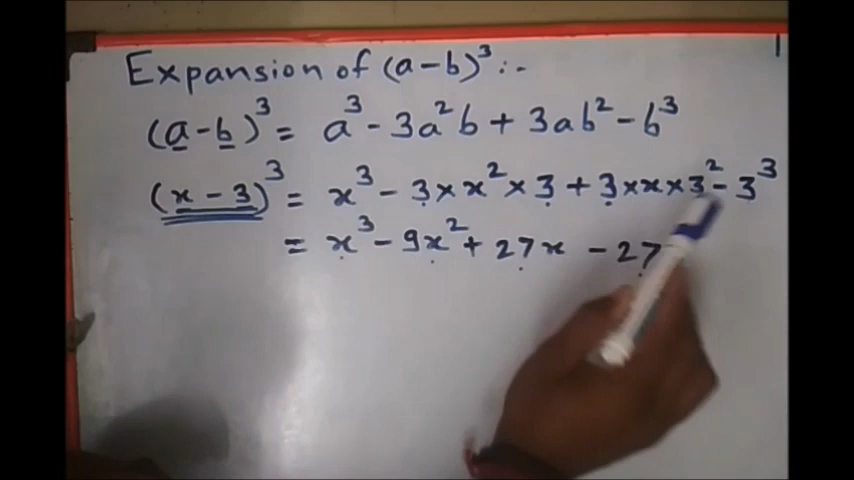 Expansion of (a-b)³:-
(a-b)³ = a³ - 3a²b + 3ab² - b³
(x - 3)³ = x³ - 3×x²×3 + 3×x×3² - 3³
= x³ - 9x² + 27x - 27